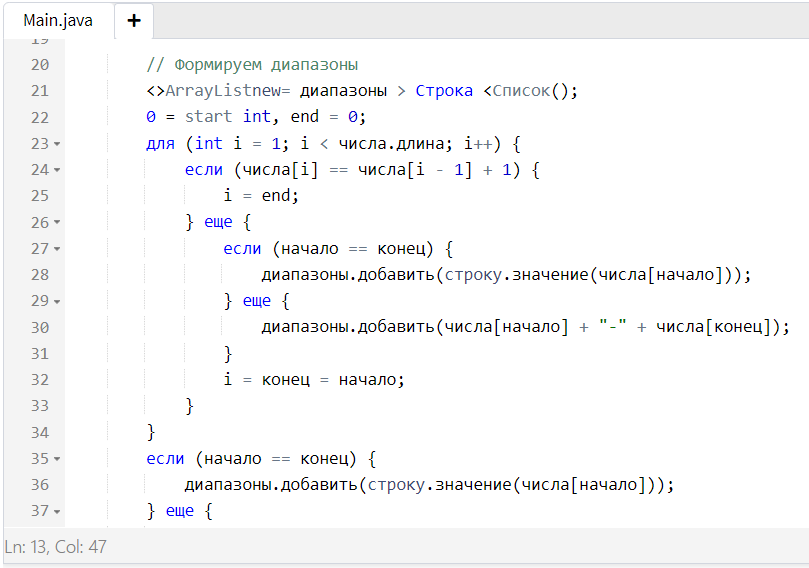 Main.java +
19
20 // Формируем диапазоны
21 <>ArrayListnew= диапазоны > Строка <Список();
22 0 = start int, end = 0;
23 для (int i = 1; i < числа.длина; i++) {
24 если (числа[i] == числа[i - 1] + 1) {
25 i = end;
26 } еще {
27 если (начало == конец) {
28 диапазоны.добавить(строку.значение(числа[начало]));
29 } еще {
30 диапазоны.добавить(числа[начало] + "-" + числа[конец]);
31 }
32 i = конец = начало;
33 }
34 }
35 если (начало == конец) {
36 диапазоны.добавить(строку.значение(числа[начало]));
37 } еще {
Ln: 13, Col: 47